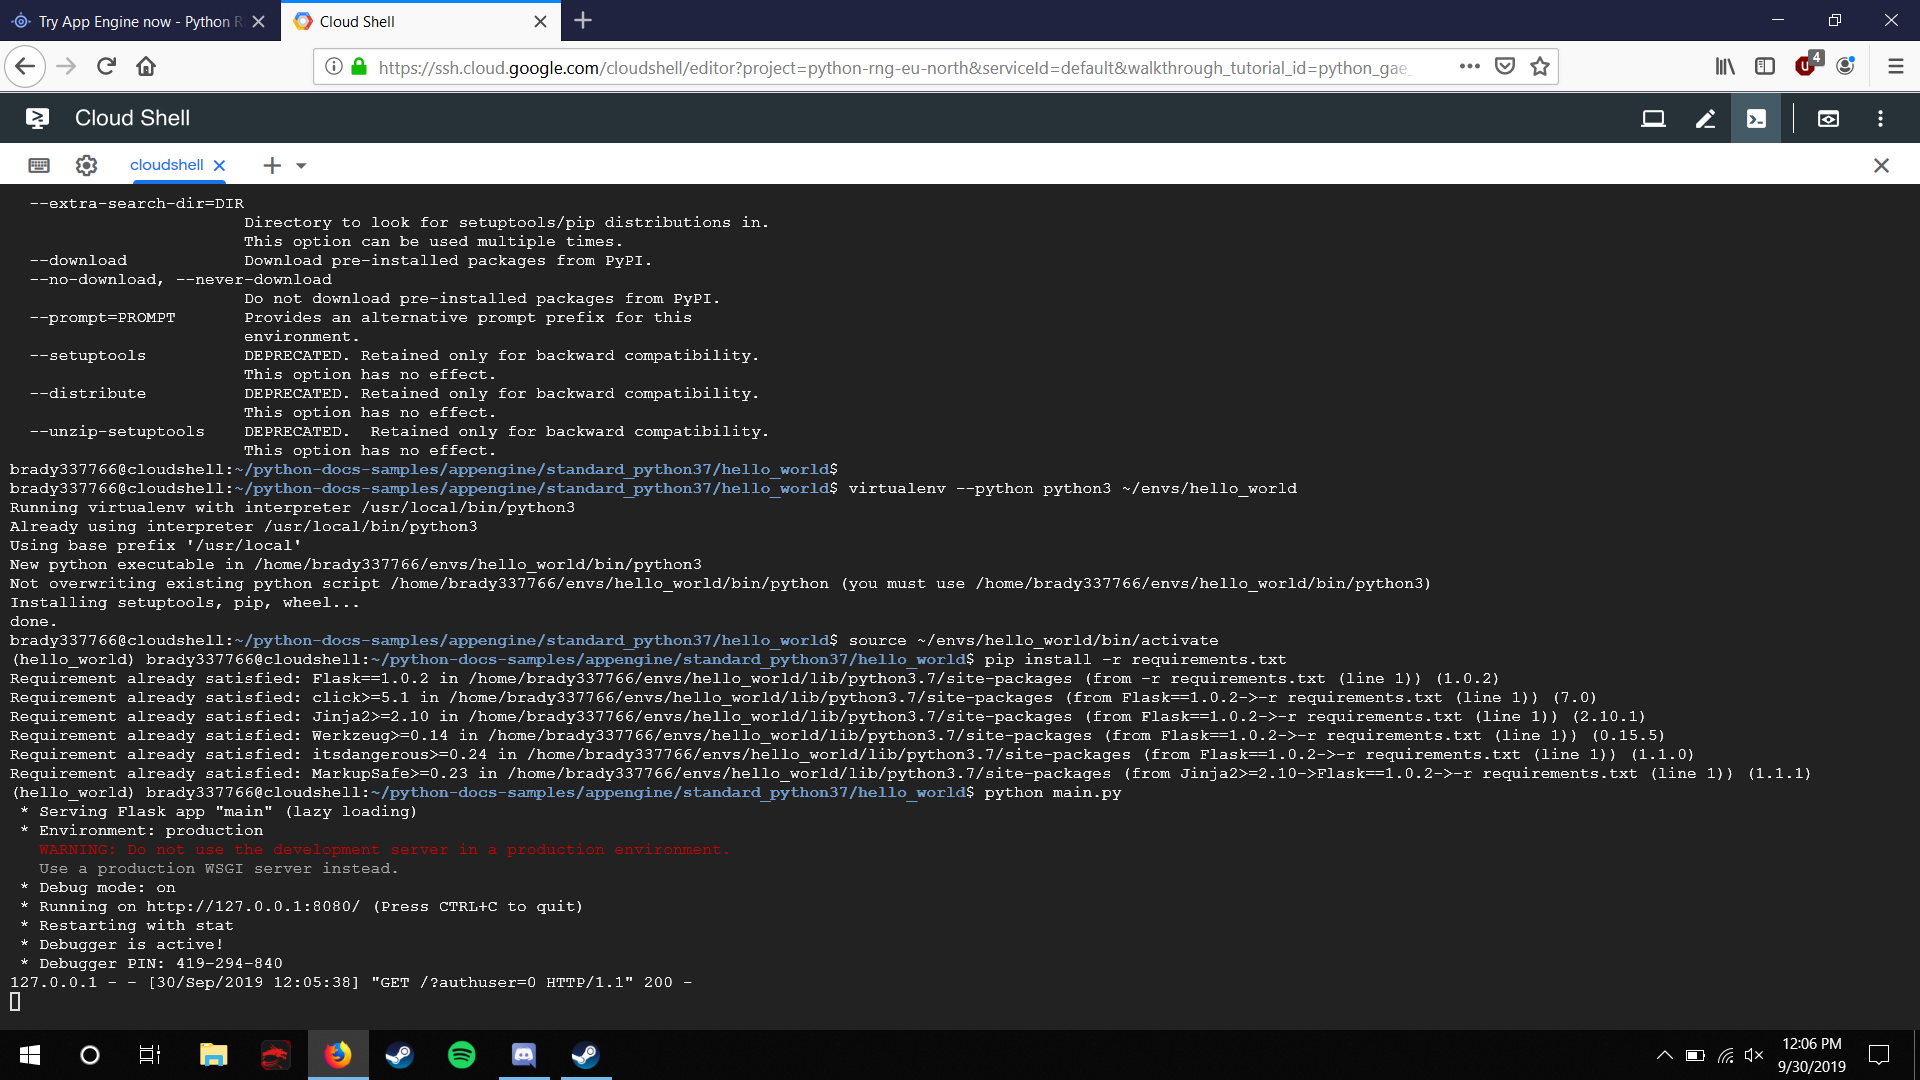 Try App Engine now - Python R
Cloud Shell
https://ssh.cloud.google.com/cloudshell/editor?project=python-rng-eu-north&serviceId=default&walkthrough_tutorial_id=python_gae_
4
Cloud Shell
cloudshell
--extra-search-dir=DIR
Directory to look for setuptools/pip distributions in.
This option can be used multiple times.
--download Download pre-installed packages from PyPI.
--no-download, --never-download
Do not download pre-installed packages from PyPI.
--prompt=PROMPT Provides an alternative prompt prefix for this
environment.
--setuptools DEPRECATED. Retained only for backward compatibility.
This option has no effect.
--distribute DEPRECATED. Retained only for backward compatibility.
This option has no effect.
--unzip-setuptools DEPRECATED.  Retained only for backward compatibility.
This option has no effect.
brady337766@cloudshell:~/python-docs-samples/appengine/standard_python37/hello_world$
brady337766@cloudshell:~/python-docs-samples/appengine/standard_python37/hello_world$ virtualenv --python python3 ~/envs/hello_world
Running virtualenv with interpreter /usr/local/bin/python3
Already using interpreter /usr/local/bin/python3
Using base prefix '/usr/local'
New python executable in /home/brady337766/envs/hello_world/bin/python3
Not overwriting existing python script /home/brady337766/envs/hello_world/bin/python (you must use /home/brady337766/envs/hello_world/bin/python3)
Installing setuptools, pip, wheel...
done.
brady337766@cloudshell:~/python-docs-samples/appengine/standard_python37/hello_world$ source ~/envs/hello_world/bin/activate
(hello_world) brady337766@cloudshell:~/python-docs-samples/appengine/standard_python37/hello_world$ pip install -r requirements.txt
Requirement already satisfied: Flask==1.0.2 in /home/brady337766/envs/hello_world/lib/python3.7/site-packages (from -r requirements.txt (line 1)) (1.0.2)
Requirement already satisfied: click>=5.1 in /home/brady337766/envs/hello_world/lib/python3.7/site-packages (from Flask==1.0.2->-r requirements.txt (line 1)) (7.0)
Requirement already satisfied: Jinja2>=2.10 in /home/brady337766/envs/hello_world/lib/python3.7/site-packages (from Flask==1.0.2->-r requirements.txt (line 1)) (2.10.1)
Requirement already satisfied: Werkzeug>=0.14 in /home/brady337766/envs/hello_world/lib/python3.7/site-packages (from Flask==1.0.2->-r requirements.txt (line 1)) (0.15.5)
Requirement already satisfied: itsdangerous>=0.24 in /home/brady337766/envs/hello_world/lib/python3.7/site-packages (from Flask==1.0.2->-r requirements.txt (line 1)) (1.1.0)
Requirement already satisfied: MarkupSafe>=0.23 in /home/brady337766/envs/hello_world/lib/python3.7/site-packages (from Jinja2>=2.10->Flask==1.0.2->-r requirements.txt (line 1)) (1.1.1)
(hello_world) brady337766@cloudshell:~/python-docs-samples/appengine/standard_python37/hello_world$ python main.py
* Serving Flask app "main" (lazy loading)
* Environment: production
WARNING: Do not use the development server in a production environment.
Use a production WSGI server instead.
* Debug mode: on
* Running on http://127.0.0.1:8080/ (Press CTRL+C to quit)
* Restarting with stat
* Debugger is active!
* Debugger PIN: 419-294-840
127.0.0.1 - - [30/Sep/2019 12:05:38] "GET /?authuser=0 HTTP/1.1" 200 -
12:06 PM
9/30/2019